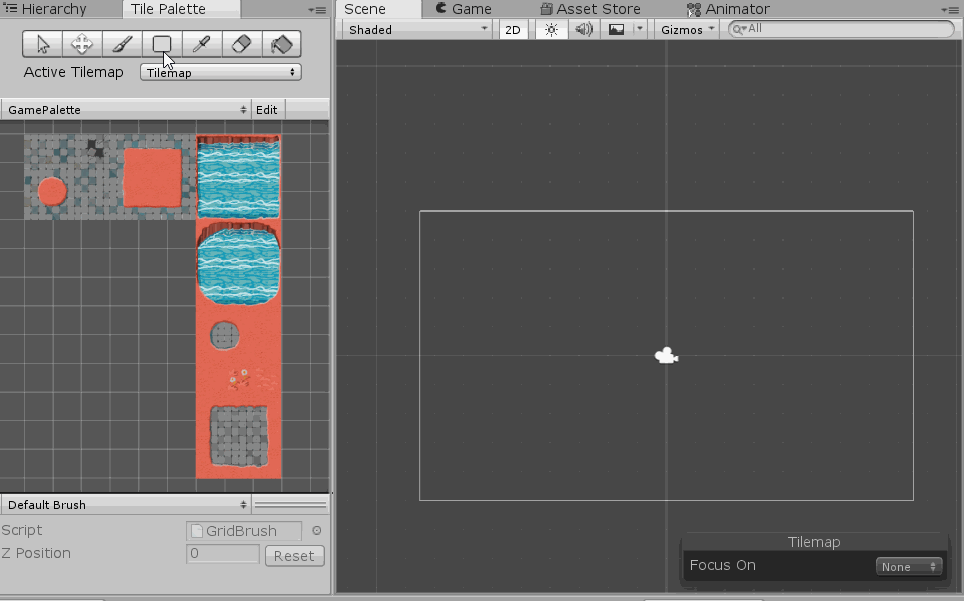 Hierarchy
Tile Palette
Active Tilemap
Tilemap
GamePalette
Edit
Default Brush
Script
GridBrush
Z Position
0
Reset
Scene
Game
Asset Store
Animator
Shaded
2D
Gizmos
All
Tilemap
Focus On
None